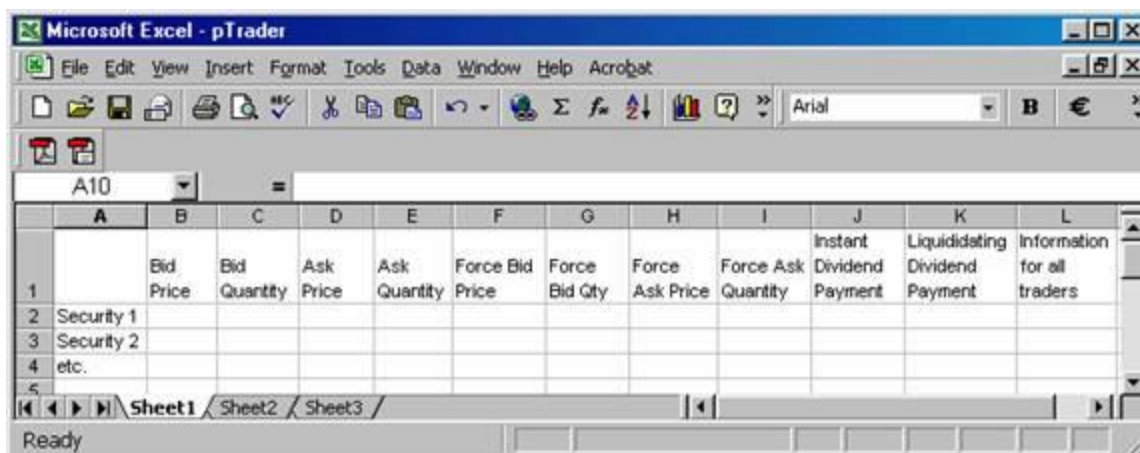 Microsoft Excel - pTrader
File Edit View Insert Format Tools Data Window Help Acrobat
Arial B €
A10 =
A B C D E F G H I J K L
Instant Liquididating Information
Bid Bid Ask Ask Force Bid Force Force Force Ask Dividend Dividend for all
1 Price Quantity Price Quantity Price Bid Qty Ask Price Quantity Payment Payment traders
2 Security 1
3 Security 2
4 etc.
5
Sheet1 Sheet2 Sheet3
Ready